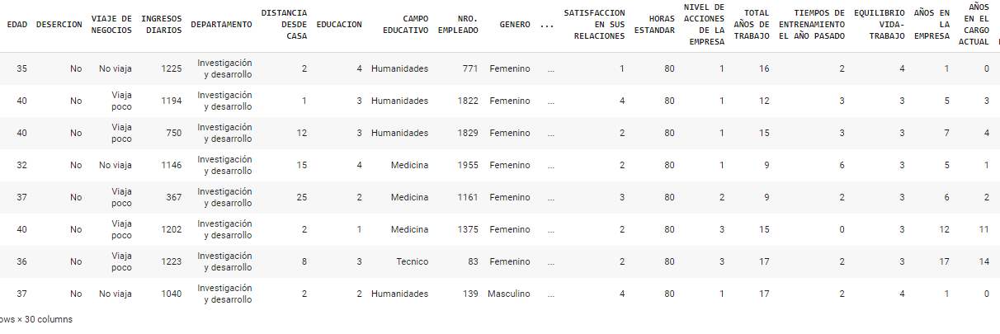 EDAD DESERCION VIAJE DE NEGOCIOS INGRESOS DIARIOS DEPARTAMENTO DISTANCIA DESDE CASA EDUCACION CAMPO EDUCATIVO NRO. EMPLEADO GENERO ... SATISFACCION EN SUS RELACIONES HORAS ESTANDAR NIVEL DE ACCIONES DE LA EMPRESA TOTAL AÑOS DE TRABAJO TIEMPOS DE ENTRENAMIENTO EL AÑO PASADO EQUILIBRIO VIDA-TRABAJO AÑOS EN LA EMPRESA AÑOS EN EL CARGO ACTUAL
35 No No viaja 1225 Investigación y desarrollo 2 4 Humanidades 771 Femenino ... 1 80 1 16 2 4 1 0
40 No Viaja poco 1194 Investigación y desarrollo 1 3 Humanidades 1822 Femenino ... 4 80 1 12 3 3 5 3
40 No Viaja poco 750 Investigación y desarrollo 12 3 Humanidades 1829 Femenino ... 2 80 1 15 3 3 7 4
32 No No viaja 1146 Investigación y desarrollo 15 4 Medicina 1955 Femenino ... 2 80 1 9 6 3 5 1
37 No Viaja poco 367 Investigación y desarrollo 25 2 Medicina 1161 Femenino ... 3 80 2 9 2 3 6 2
40 No Viaja poco 1202 Investigación y desarrollo 2 1 Medicina 1375 Femenino ... 2 80 3 15 0 3 12 11
36 No Viaja poco 1223 Investigación y desarrollo 8 3 Tecnico 83 Femenino ... 2 80 3 17 2 3 17 14
37 No No viaja 1040 Investigación y desarrollo 2 2 Humanidades 139 Masculino ... 4 80 1 17 2 4 1 0
ows × 30 columns